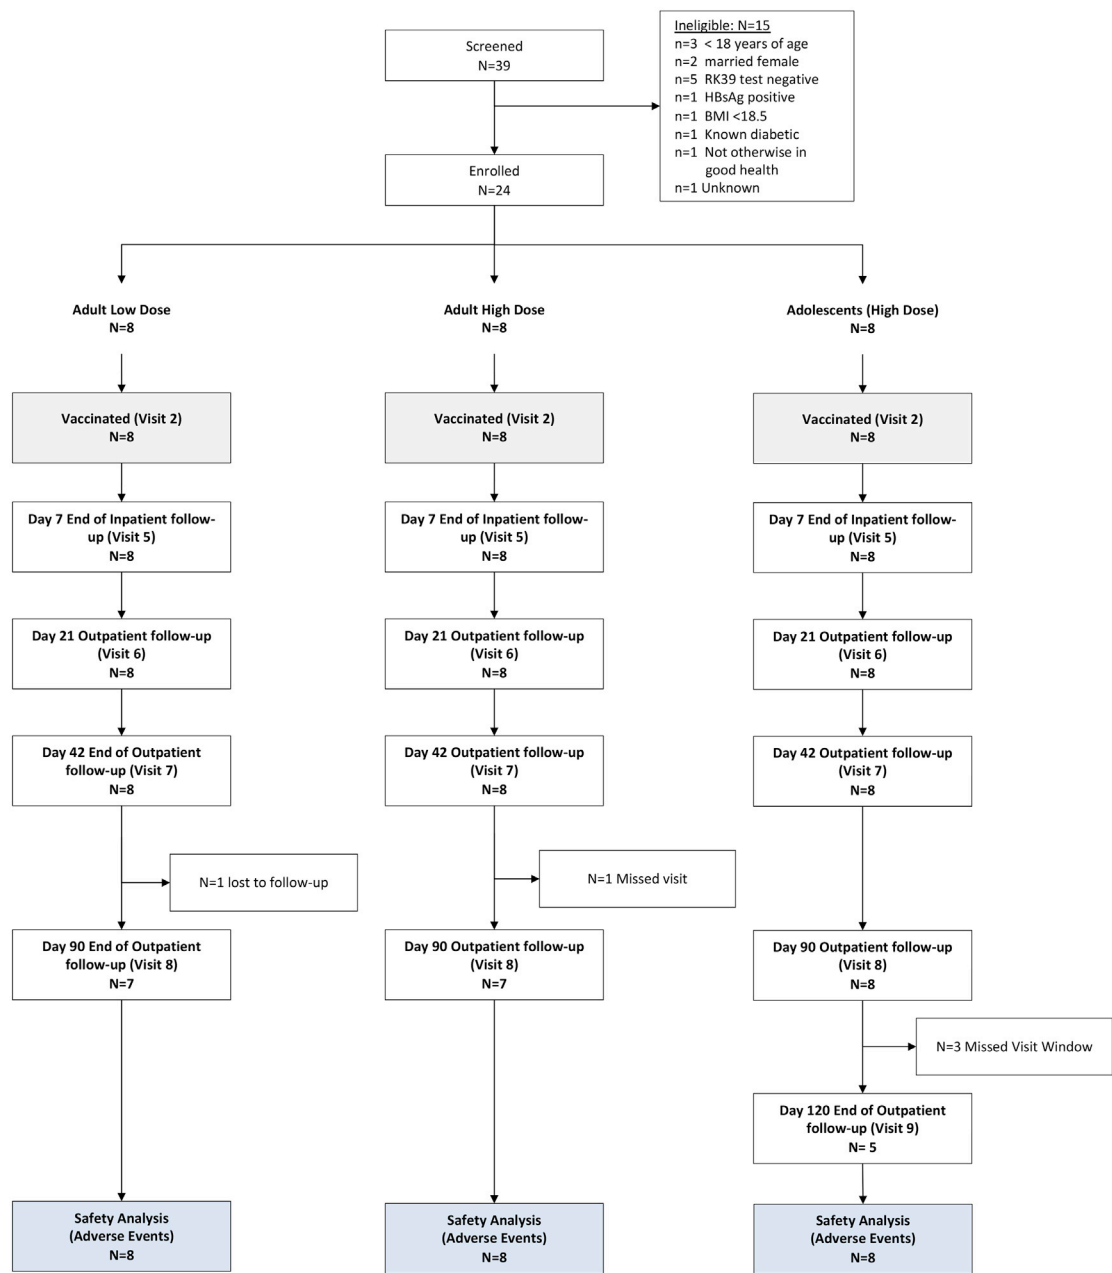 Screened
N=39
Ineligible: N=15
n=3 < 18 years of age
n=2 married female
n=5 RK39 test negative
n=1 HBsAg positive
n=1 BMI <18.5
n=1 Known diabetic
n=1 Not otherwise in
good health
n=1 Unknown
Enrolled
N=24
Adult Low Dose
N=8
Vaccinated (Visit 2)
N=8
Day 7 End of Inpatient follow-
up (Visit 5)
N=8
Day 21 Outpatient follow-up
(Visit 6)
N=8
Day 42 End of Outpatient
follow-up (Visit 7)
N=8
N=1 lost to follow-up
Day 90 End of Outpatient
follow-up (Visit 8)
N=7
Safety Analysis
(Adverse Events)
N=8
Adult High Dose
N=8
Vaccinated (Visit 2)
N=8
Day 7 End of Inpatient follow-
up (Visit 5)
N=8
Day 21 Outpatient follow-up
(Visit 6)
N=8
Day 42 Outpatient follow-up
(Visit 7)
N=8
N=1 Missed visit
Day 90 Outpatient follow-up
(Visit 8)
N=7
Safety Analysis
(Adverse Events)
N=8
Adolescents (High Dose)
N=8
Vaccinated (Visit 2)
N=8
Day 7 End of Inpatient follow-
up (Visit 5)
N=8
Day 21 Outpatient follow-up
(Visit 6)
N=8
Day 42 Outpatient follow-up
(Visit 7)
N=8
Day 90 Outpatient follow-up
(Visit 8)
N=8
N=3 Missed Visit Window
Day 120 End of Outpatient
follow-up (Visit 9)
N= 5
Safety Analysis
(Adverse Events)
N=8